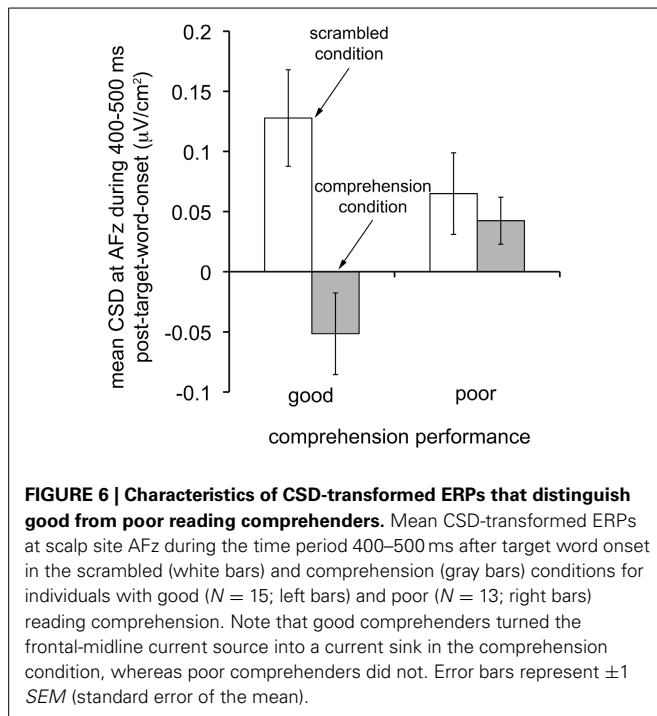 mean CSD at AFz during 400-500 ms
post-target-word-onset (μV/cm²)
0.2
0.15
0.1
0.05
0
-0.05
-0.1
scrambled
condition
comprehension
condition
good
poor
comprehension performance
FIGURE 6 | Characteristics of CSD-transformed ERPs that distinguish
good from poor reading comprehenders. Mean CSD-transformed ERPs
at scalp site AFz during the time period 400–500 ms after target word onset
in the scrambled (white bars) and comprehension (gray bars) conditions for
individuals with good (N = 15; left bars) and poor (N = 13; right bars)
reading comprehension. Note that good comprehenders turned the
frontal-midline current source into a current sink in the comprehension
condition, whereas poor comprehenders did not. Error bars represent ±1
SEM (standard error of the mean).